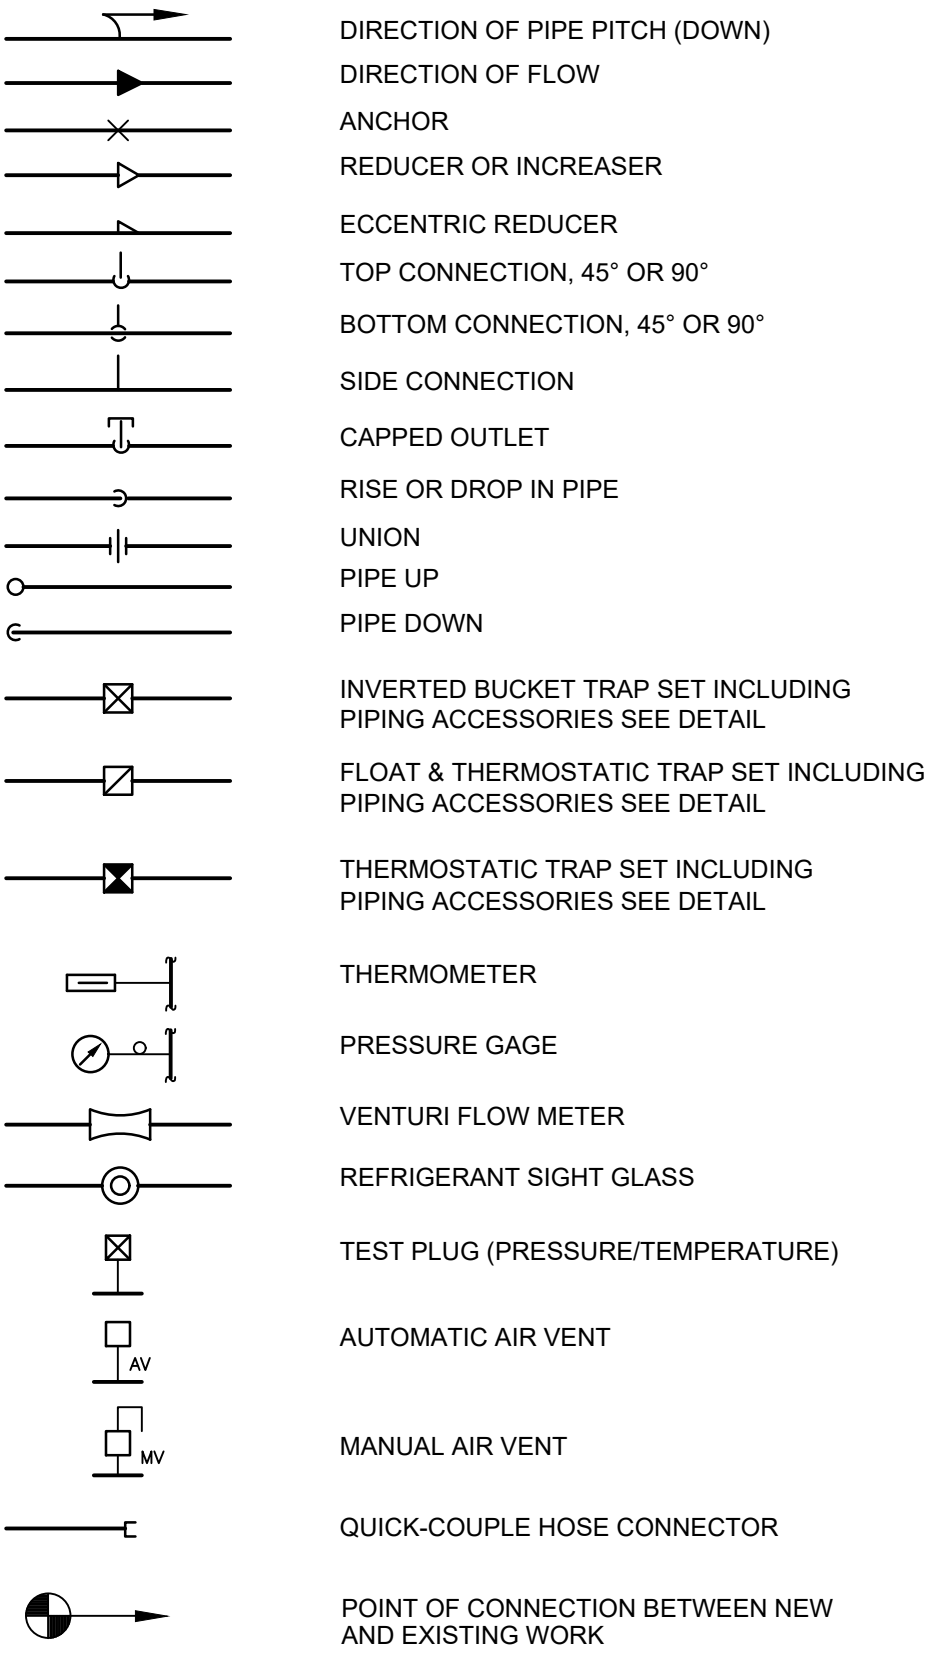 DIRECTION OF PIPE PITCH (DOWN)
DIRECTION OF FLOW
ANCHOR
REDUCER OR INCREASER
ECCENTRIC REDUCER
TOP CONNECTION, 45° OR 90°
BOTTOM CONNECTION, 45° OR 90°
SIDE CONNECTION
CAPPED OUTLET
RISE OR DROP IN PIPE
UNION
PIPE UP
PIPE DOWN
INVERTED BUCKET TRAP SET INCLUDING
PIPING ACCESSORIES SEE DETAIL
FLOAT & THERMOSTATIC TRAP SET INCLUDING
PIPING ACCESSORIES SEE DETAIL
THERMOSTATIC TRAP SET INCLUDING
PIPING ACCESSORIES SEE DETAIL
THERMOMETER
PRESSURE GAGE
VENTURI FLOW METER
REFRIGERANT SIGHT GLASS
TEST PLUG (PRESSURE/TEMPERATURE)
AUTOMATIC AIR VENT
AV
MANUAL AIR VENT
MV
QUICK-COUPLE HOSE CONNECTOR
POINT OF CONNECTION BETWEEN NEW
AND EXISTING WORK